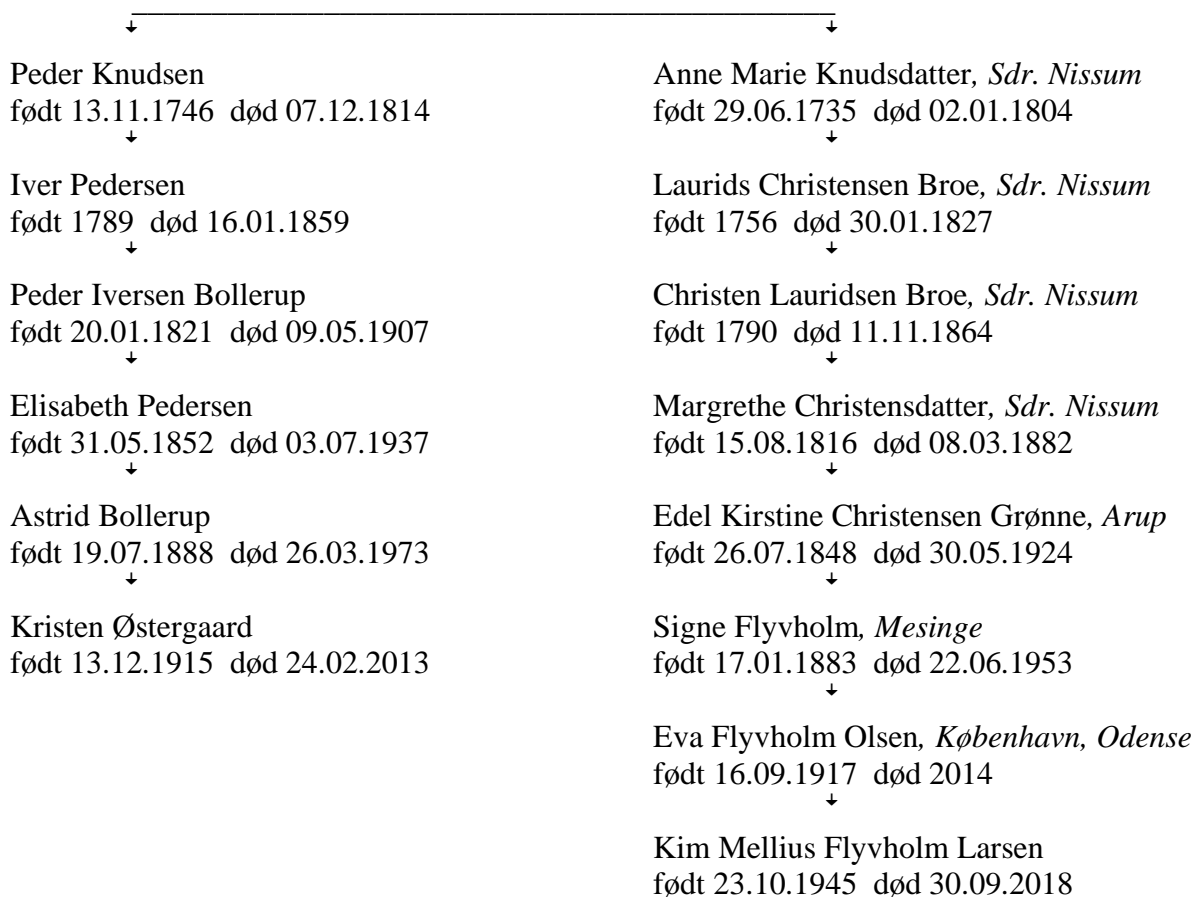 Peder Knudsen
født 13.11.1746 død 07.12.1814
Iver Pedersen
født 1789 død 16.01.1859
Peder Iversen Bollerup
født 20.01.1821 død 09.05.1907
Elisabeth Pedersen
født 31.05.1852 død 03.07.1937
Astrid Bollerup
født 19.07.1888 død 26.03.1973
Kristen Østergaard
født 13.12.1915 død 24.02.2013
Anne Marie Knudsdatter, Sdr. Nissum
født 29.06.1735 død 02.01.1804
Laurids Christensen Broe, Sdr. Nissum
født 1756 død 30.01.1827
Christen Lauridsen Broe, Sdr. Nissum
født 1790 død 11.11.1864
Margrethe Christensdatter, Sdr. Nissum
født 15.08.1816 død 08.03.1882
Edel Kirstine Christensen Grønne, Arup
født 26.07.1848 død 30.05.1924
Signe Flyvholm, Mesinge
født 17.01.1883 død 22.06.1953
Eva Flyvholm Olsen, København, Odense
født 16.09.1917 død 2014
Kim Mellius Flyvholm Larsen
født 23.10.1945 død 30.09.2018